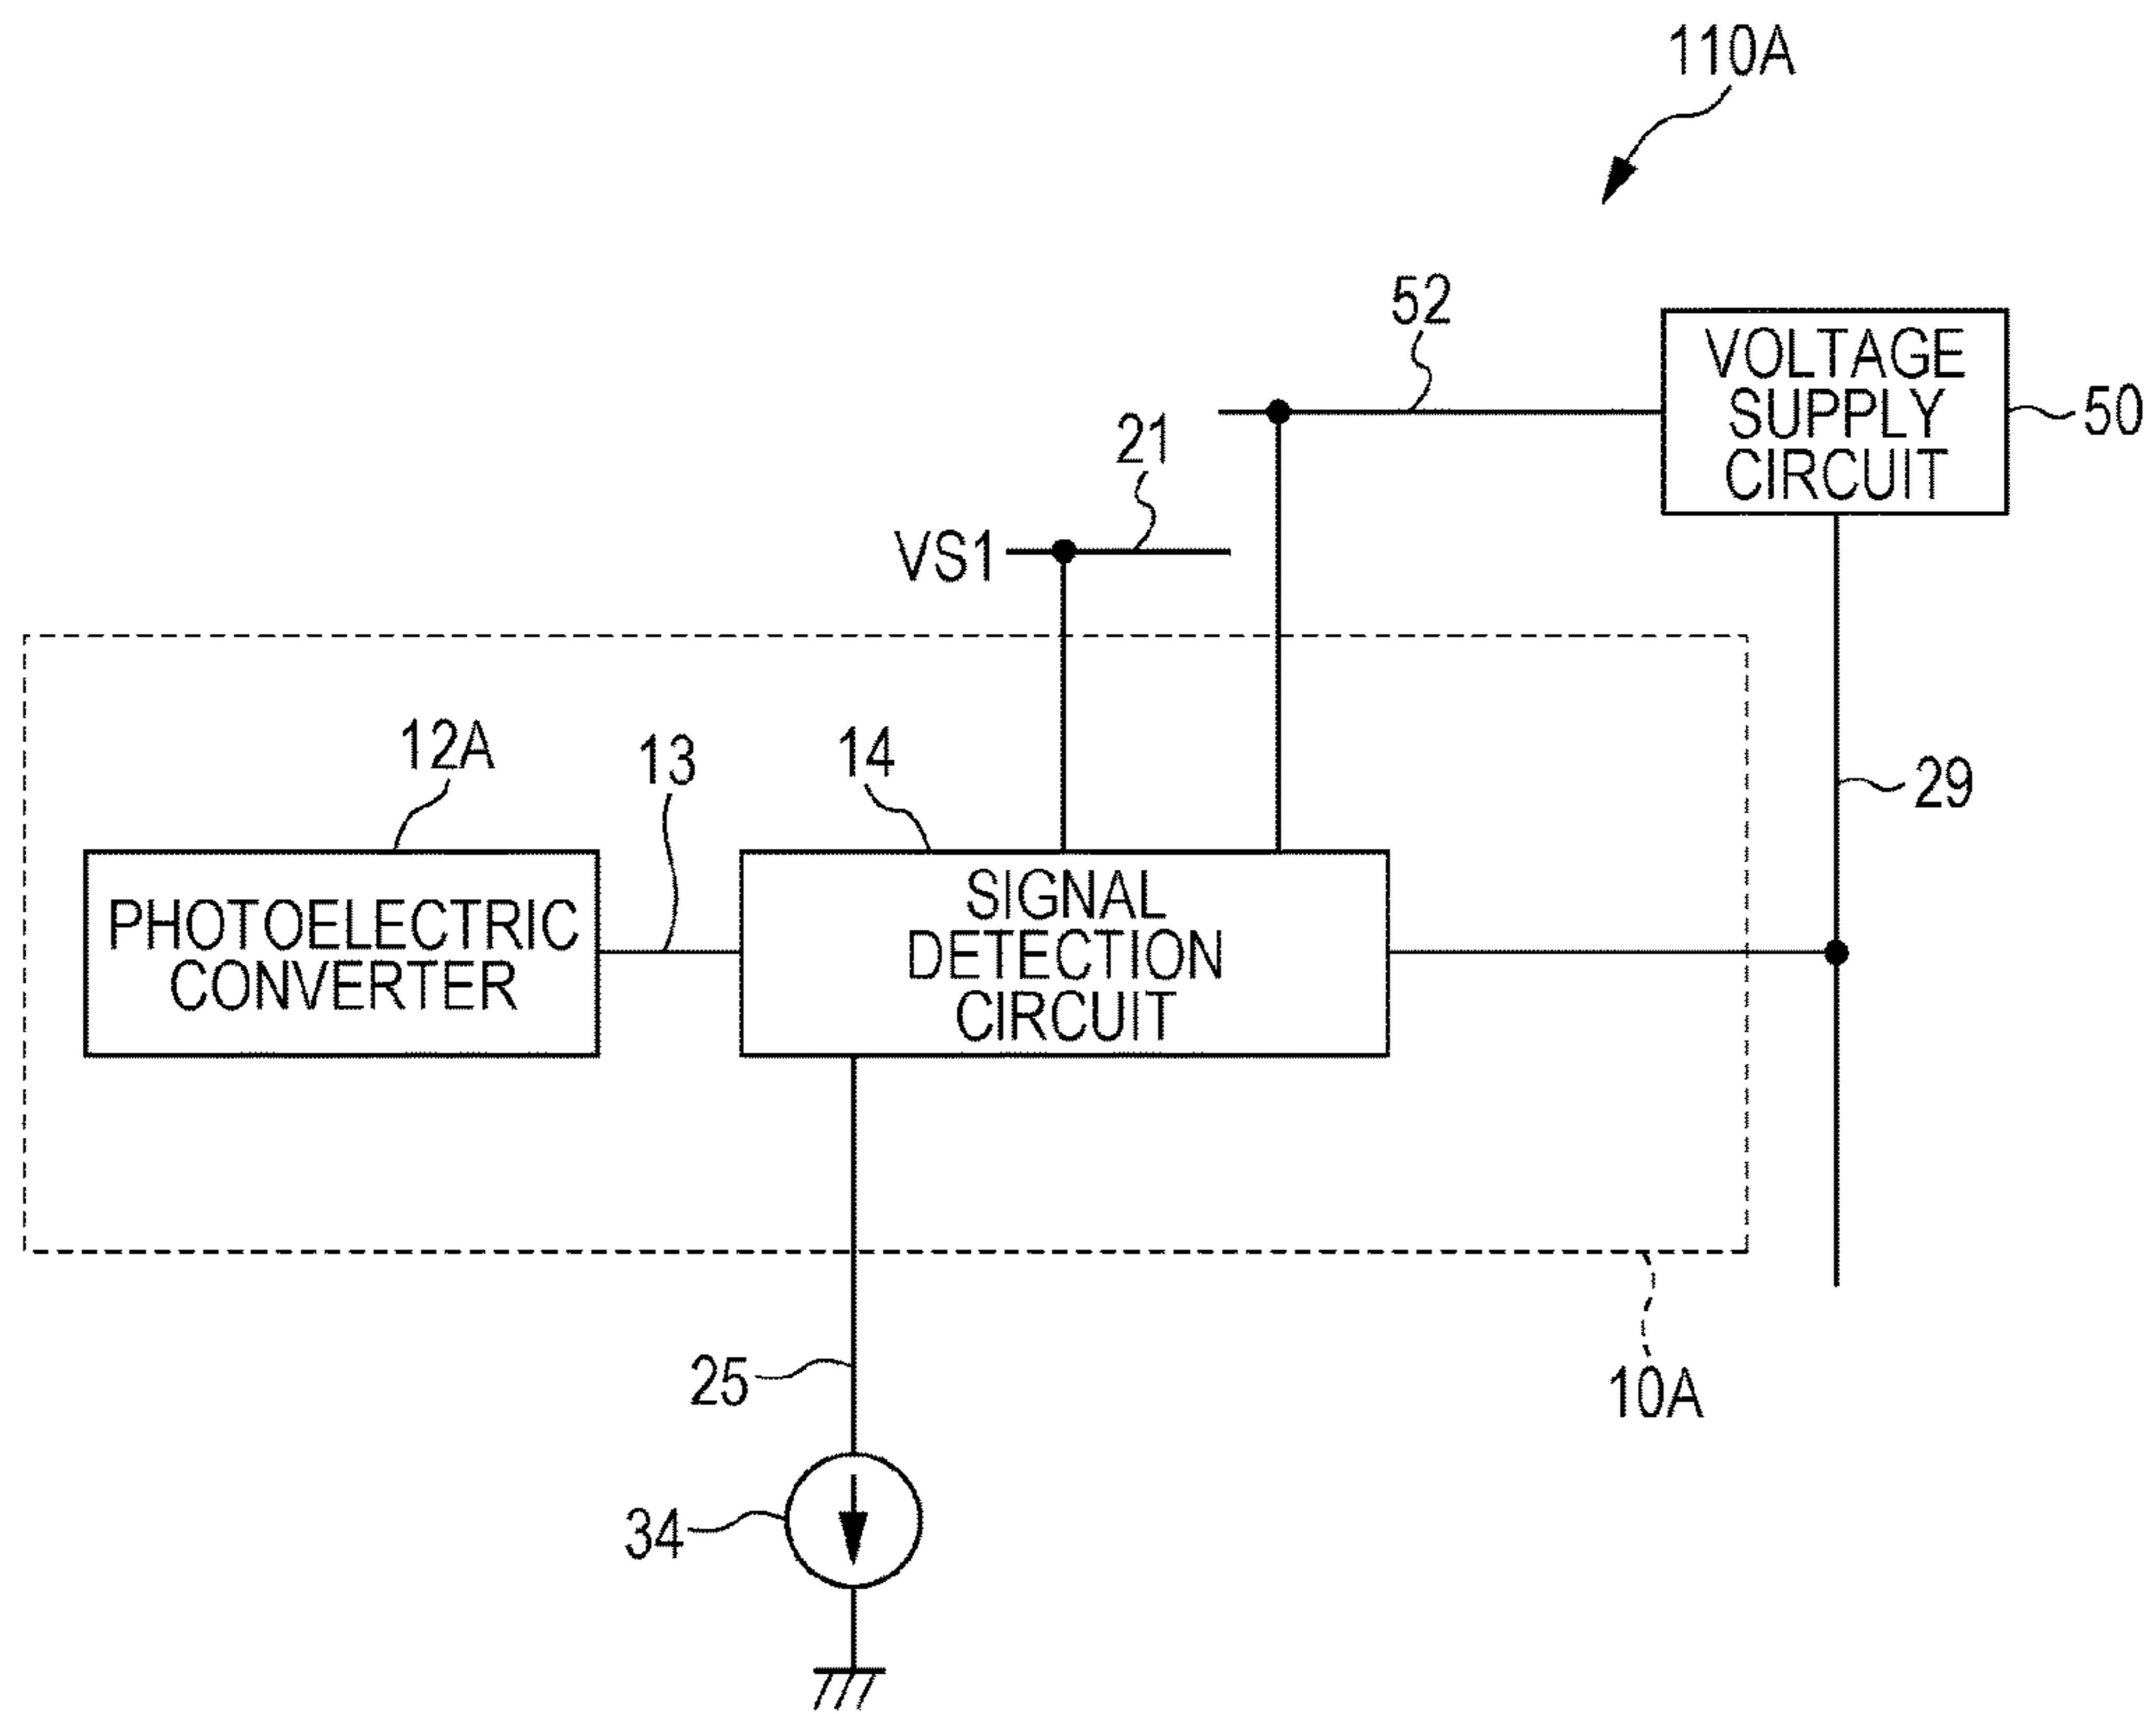 110A
52
VOLTAGE
SUPPLY
CIRCUIT
50
21
VS1
12A
13
14
29
PHOTOELECTRIC
CONVERTER
SIGNAL
DETECTION
CIRCUIT
25
10A
34